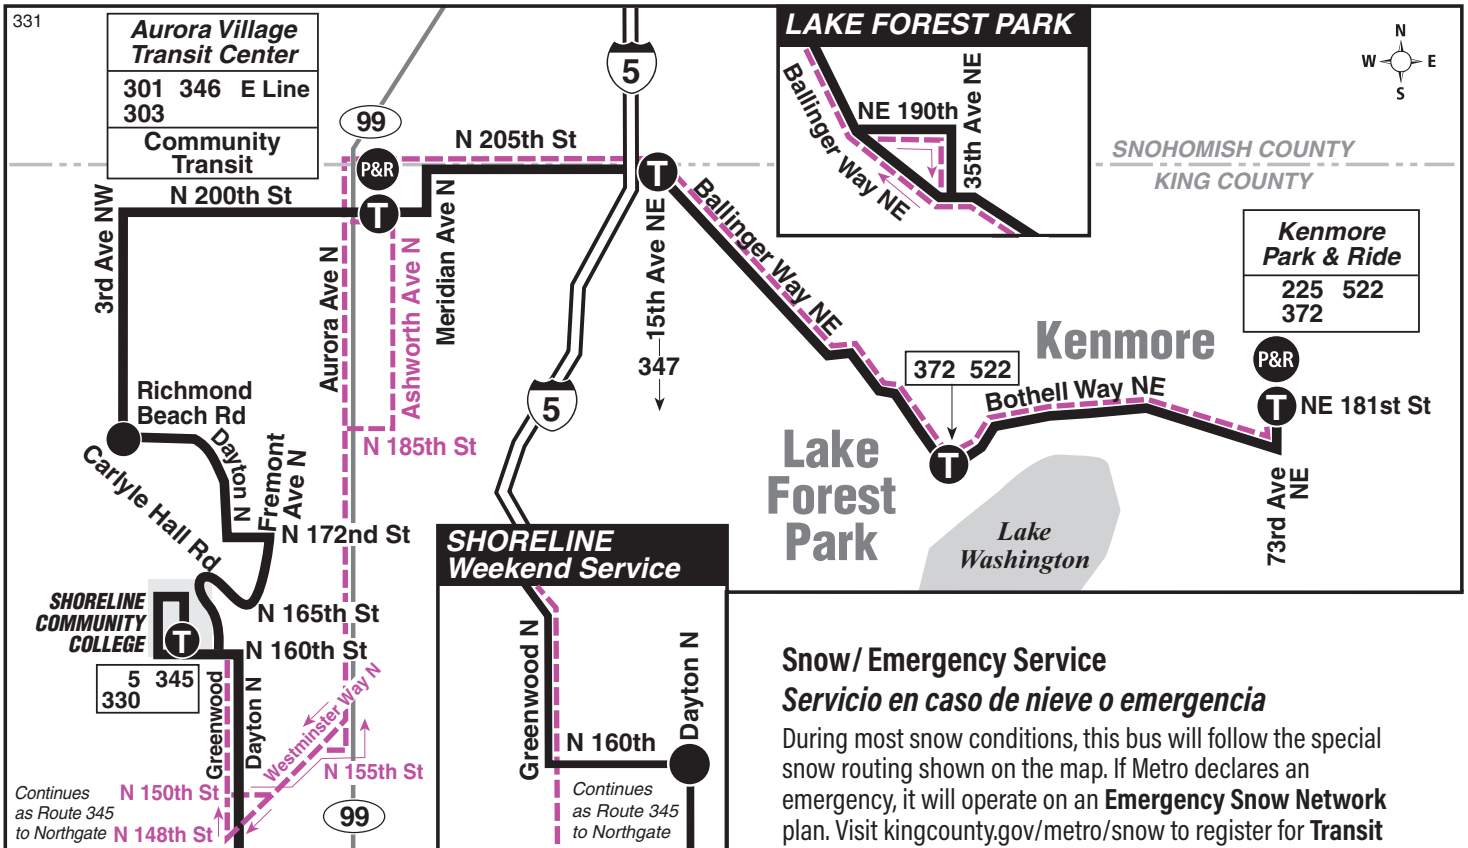 331
Aurora Village
Transit Center
301 346 E Line
303
Community
Transit
99
P&R
N 205th St
N 200th St
T
T
3rd Ave NW
Aurora Ave N
Ashworth Ave N
Meridian Ave N
15th Ave NE
347
5
5
LAKE FOREST PARK
Ballinger Way NE
NE 190th
35th Ave NE
N
W
E
S
SNOHOMISH COUNTY
KING COUNTY
Ballinger Way NE
Kenmore
Park & Ride
225 522
372
P&R
T
NE 181st St
Kenmore
372 522
Bothell Way NE
T
73rd Ave
NE
Lake
Forest
Park
Lake
Washington
Richmond
Beach Rd
Dayton N
Fremont
Ave N
Carlyle Hall Rd
N 185th St
N 172nd St
N 165th St
SHORELINE
COMMUNITY
COLLEGE
T
N 160th St
5 345
330
Greenwood
Dayton N
Westminster Way N
N 155th St
N 150th St
N 148th St
Continues
as Route 345
to Northgate
99
SHORELINE
Weekend Service
Greenwood N
N 160th
Dayton N
Continues
as Route 345
to Northgate
Snow/ Emergency Service
Servicio en caso de nieve o emergencia
During most snow conditions, this bus will follow the special
snow routing shown on the map. If Metro declares an
emergency, it will operate on an Emergency Snow Network
plan. Visit kingcounty.gov/metro/snow to register for Transit